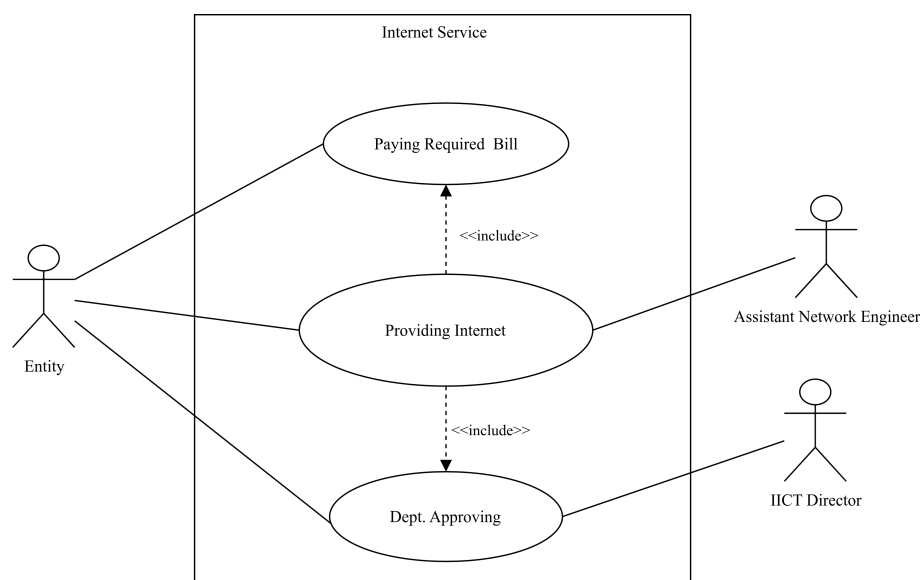 Internet Service
Paying Required Bill
<<include>>
Providing Internet
Assistant Network Engineer
Entity
<<include>>
IICT Director
Dept. Approving